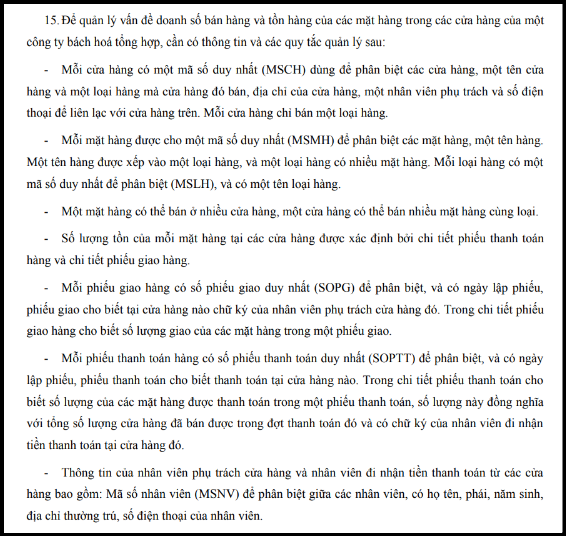 15. Để quản lý vấn đề doanh số bán hàng và tồn hàng của các mặt hàng trong các cửa hàng của một
công ty bách hoá tổng hợp, cần có thông tin và các quy tắc quản lý sau:
- Mỗi cửa hàng có một mã số duy nhất (MSCH) dùng để phân biệt các cửa hàng, một tên cửa
hàng và một loại hàng mà cửa hàng đó bán, địa chỉ của cửa hàng, một nhân viên phụ trách và số điện
thoại để liên lạc với cửa hàng trên. Mỗi cửa hàng chỉ bán một loại hàng.
- Mỗi mặt hàng được cho một mã số duy nhất (MSMH) để phân biệt các mặt hàng, một tên hàng.
Một tên hàng được xếp vào một loại hàng, và một loại hàng có nhiều mặt hàng. Mỗi loại hàng có một
mã số duy nhất để phân biệt (MSLH), và có một tên loại hàng.
- Một mặt hàng có thể bán ở nhiều cửa hàng, một cửa hàng có thể bán nhiều mặt hàng cùng loại.
- Số lượng tồn của mỗi mặt hàng tại các cửa hàng được xác định bởi chi tiết phiếu thanh toán
hàng và chi tiết phiếu giao hàng.
- Mỗi phiếu giao hàng có số phiếu giao duy nhất (SOPG) để phân biệt, và có ngày lập phiếu,
phiếu giao cho biết tại cửa hàng nào chữ ký của nhân viên phụ trách cửa hàng đó. Trong chi tiết phiếu
giao hàng cho biết số lượng giao của các mặt hàng trong một phiếu giao.
- Mỗi phiếu thanh toán hàng có số phiếu thanh toán duy nhất (SOPTT) để phân biệt, và có ngày
lập phiếu, phiếu thanh toán cho biết thanh toán tại cửa hàng nào. Trong chi tiết phiếu thanh toán cho
biết số lượng của các mặt hàng được thanh toán trong một phiếu thanh toán, số lượng này đồng nghĩa
với tổng số lượng cửa hàng đã bán được trong đợt thanh toán đó và có chữ ký của nhân viên đi nhận
tiền thanh toán tại cửa hàng đó.
- Thông tin của nhân viên phụ trách cửa hàng và nhân viên đi nhận tiền thanh toán từ các cửa
hàng bao gồm: Mã số nhân viên (MSNV) để phân biệt giữa các nhân viên, có họ tên, phái, năm sinh,
địa chỉ thường trú, số điện thoại của nhân viên.